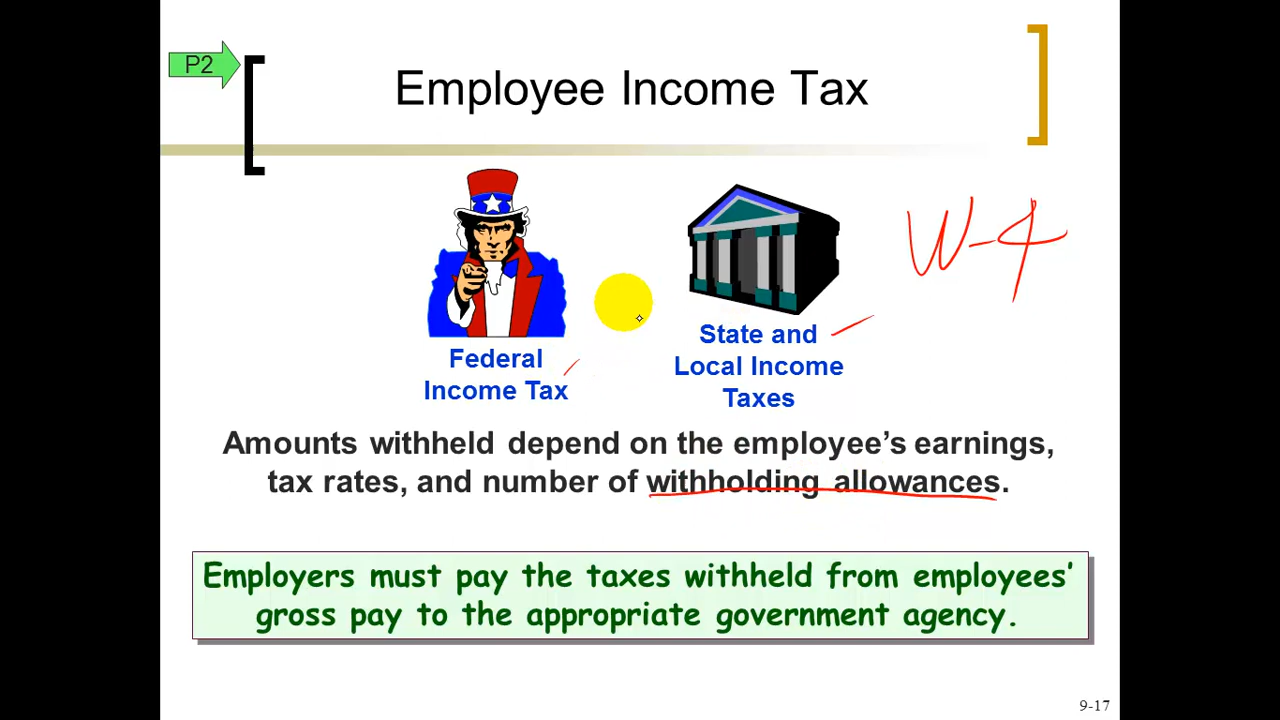 P2
Employee Income Tax
W-4
Federal
Income Tax
State and
Local Income
Taxes
Amounts withheld depend on the employee’s earnings,
tax rates, and number of withholding allowances.
Employers must pay the taxes withheld from employees’
gross pay to the appropriate government agency.
9-17